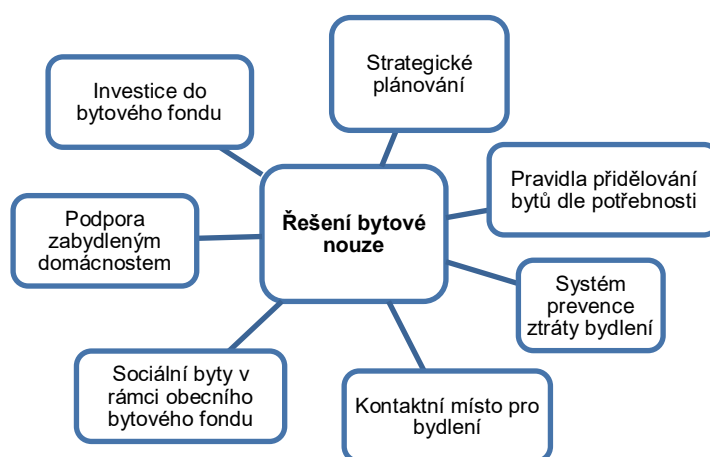 Strategické
plánování
Investice do
bytového fondu
Pravidla přidělování
bytů dle potřebnosti
Podpora
zabydleným
domácnostem
Řešení bytové
nouze
Systém
prevence
ztráty bydlení
Sociální byty v
rámci obecního
bytového fondu
Kontaktní místo pro
bydlení